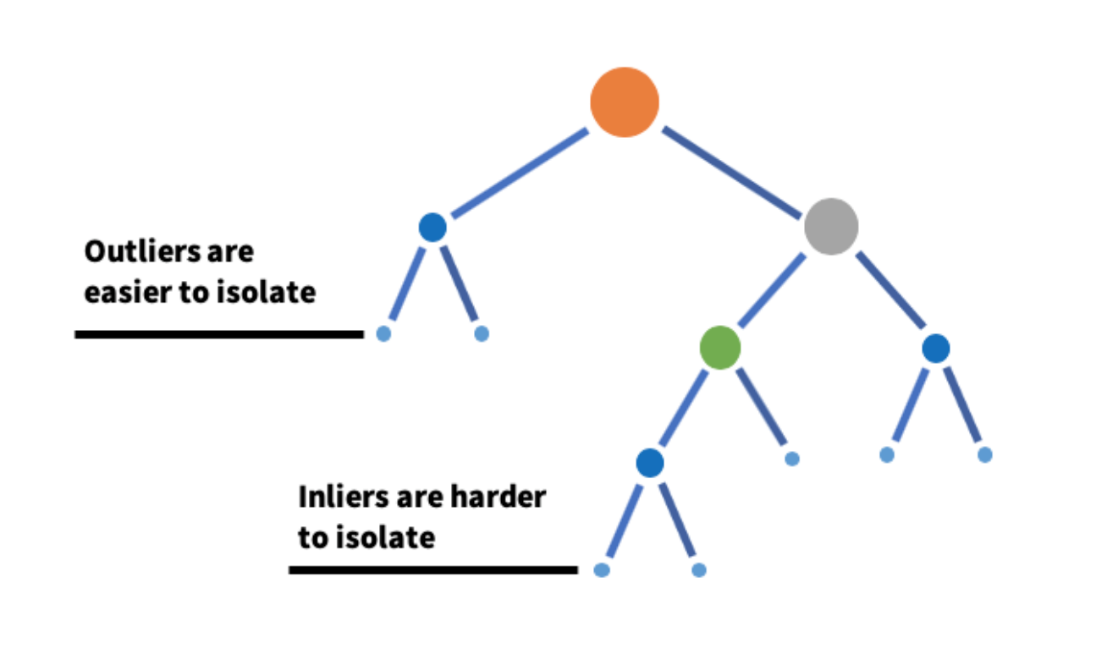 Outliers are
easier to isolate
Inliers are harder
to isolate